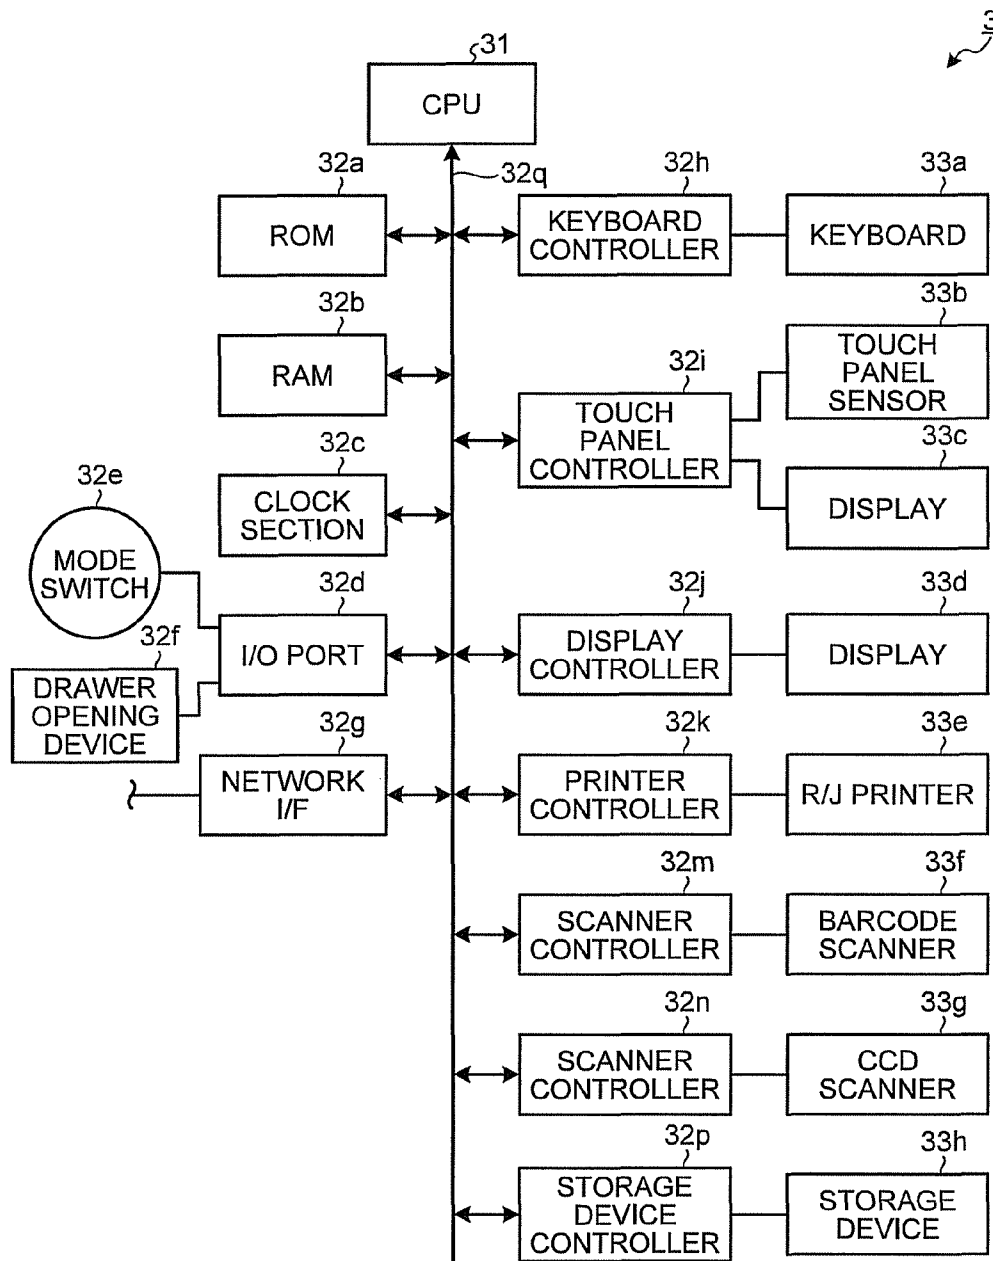 3
31
CPU
32q
32a
ROM
32h
KEYBOARD
CONTROLLER
33a
KEYBOARD
32b
RAM
32i
TOUCH
PANEL
CONTROLLER
33b
TOUCH
PANEL
SENSOR
33c
DISPLAY
32c
CLOCK
SECTION
32e
MODE
SWITCH
32d
I/O PORT
32f
DRAWER
OPENING
DEVICE
32j
DISPLAY
CONTROLLER
33d
DISPLAY
32g
NETWORK
I/F
32k
PRINTER
CONTROLLER
33e
R/J PRINTER
32m
SCANNER
CONTROLLER
33f
BARCODE
SCANNER
32n
SCANNER
CONTROLLER
33g
CCD
SCANNER
32p
STORAGE
DEVICE
CONTROLLER
33h
STORAGE
DEVICE